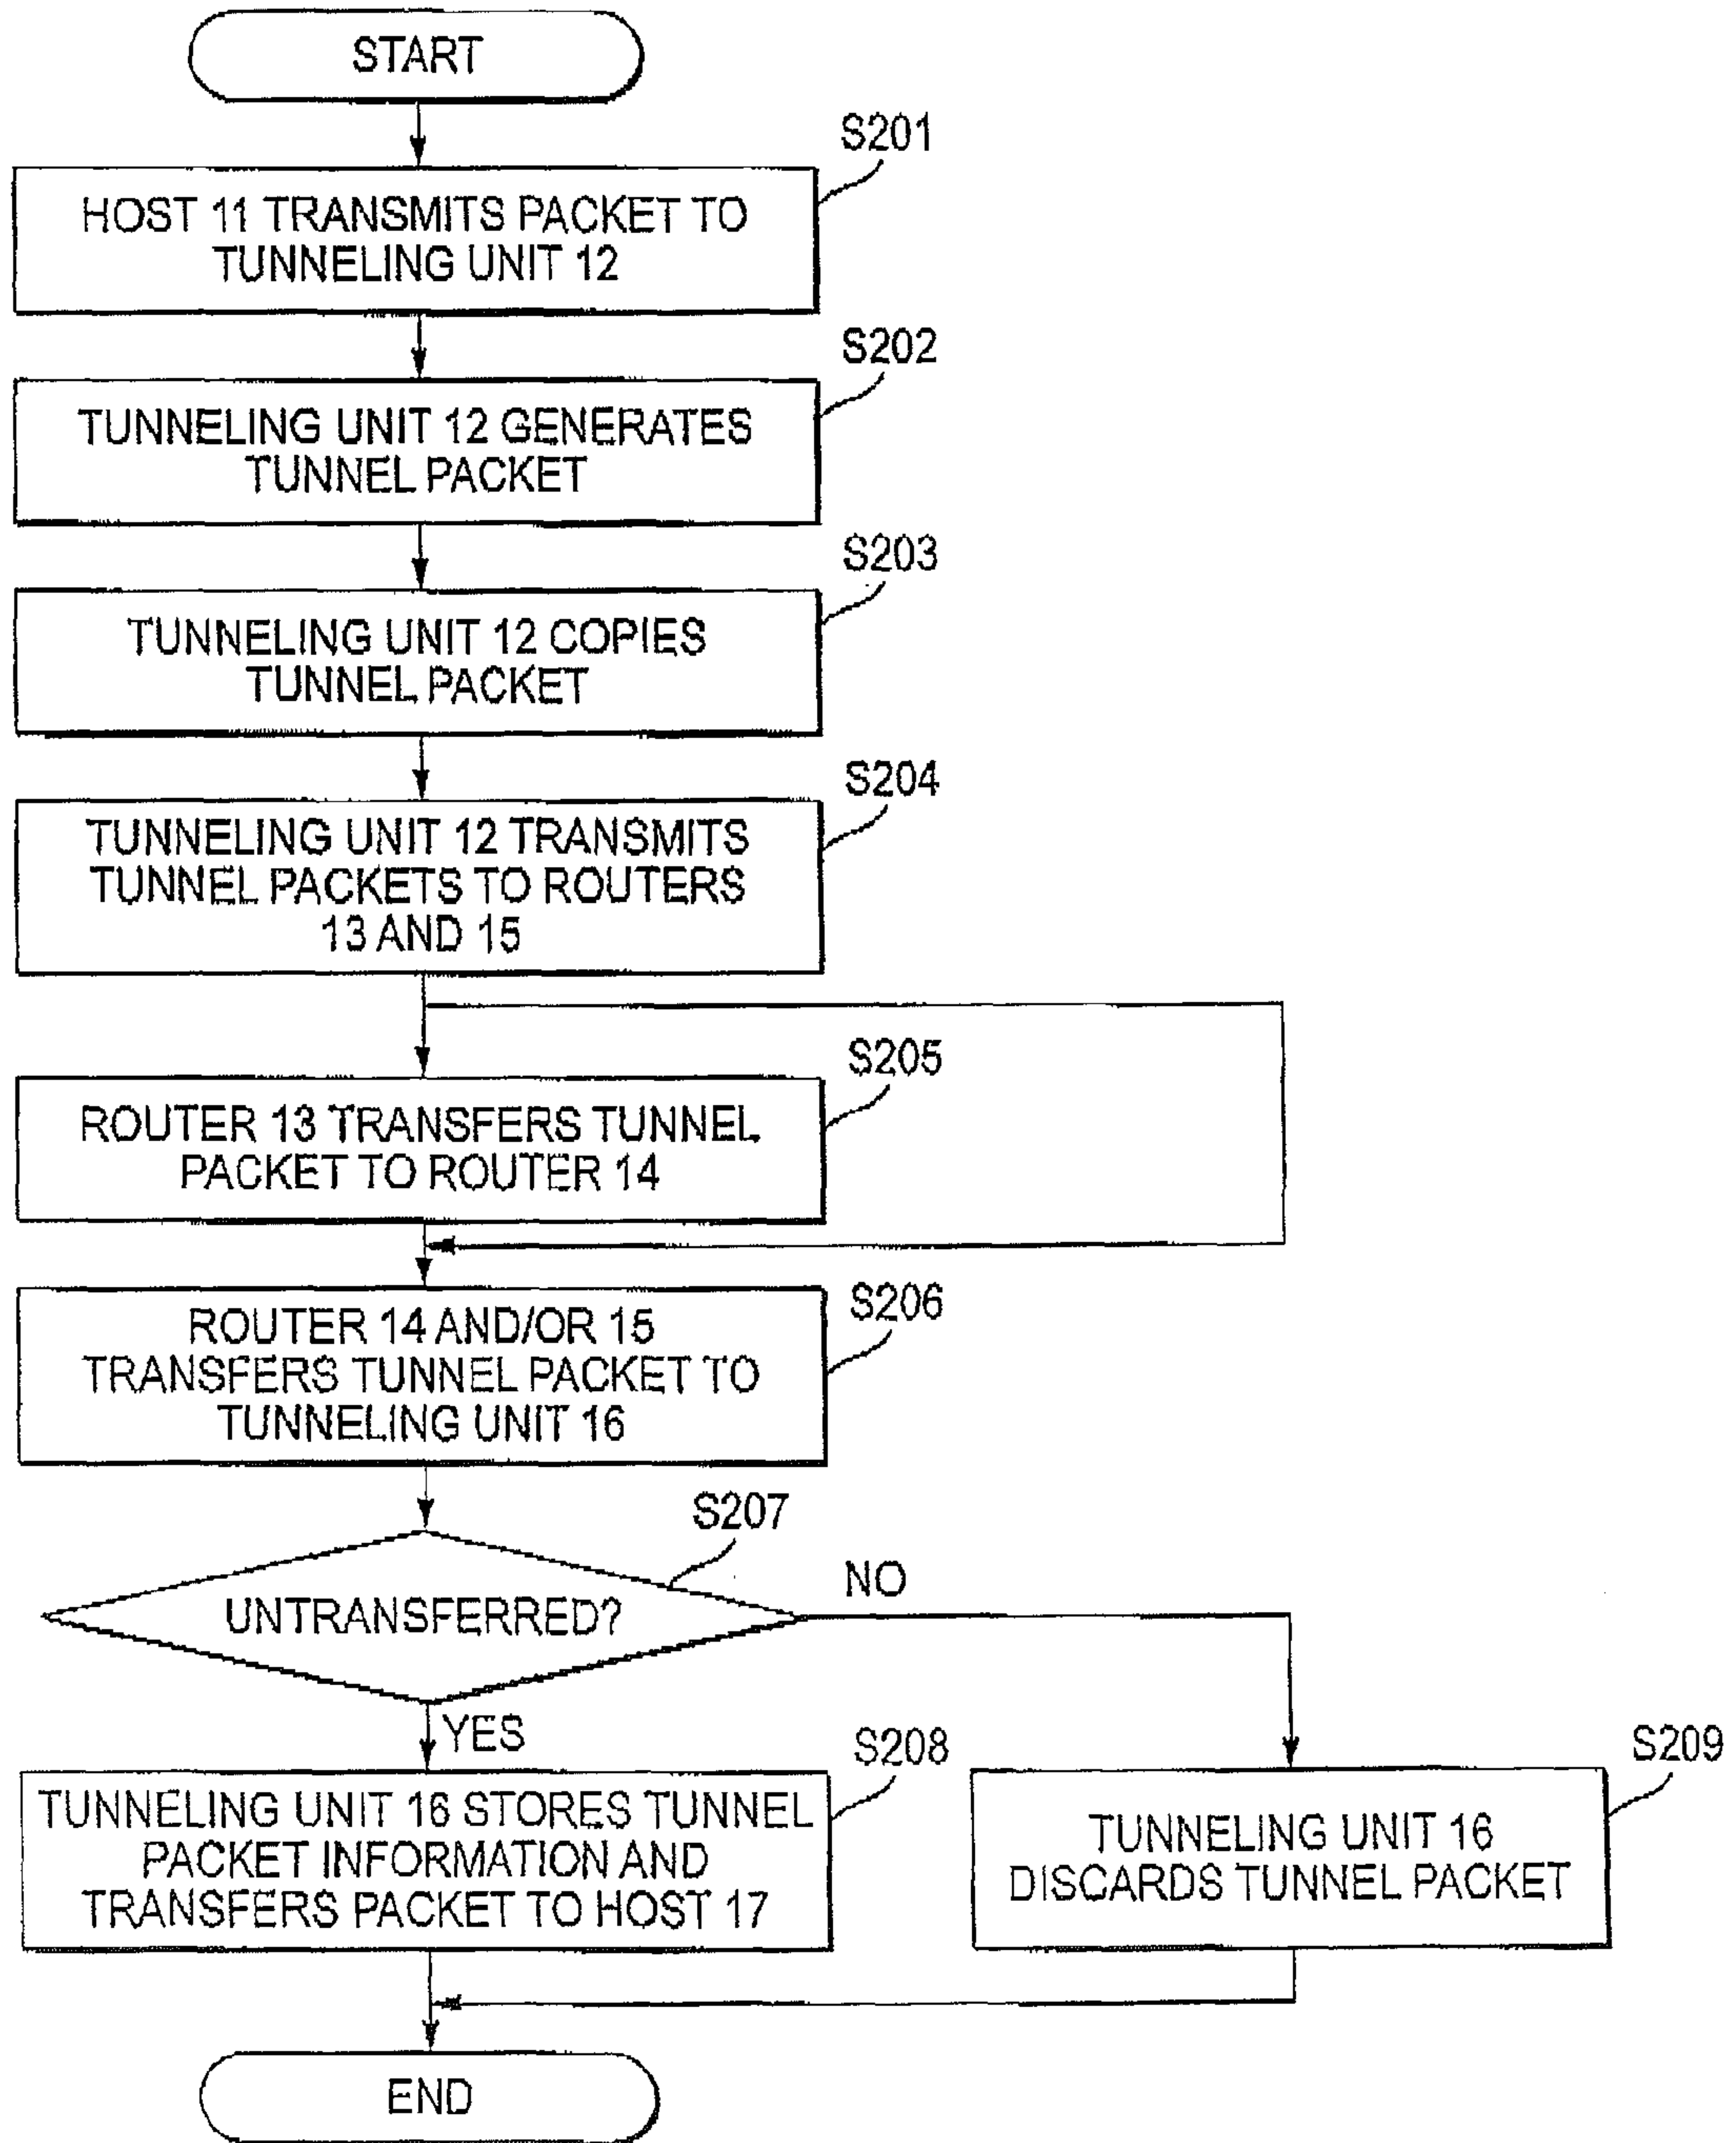 START
S201
HOST 11 TRANSMITS PACKET TO
TUNNELING UNIT 12
S202
TUNNELING UNIT 12 GENERATES
TUNNEL PACKET
S203
TUNNELING UNIT 12 COPIES
TUNNEL PACKET
S204
TUNNELING UNIT 12 TRANSMITS
TUNNEL PACKETS TO ROUTERS
13 AND 15
S205
ROUTER 13 TRANSFERS TUNNEL
PACKET TO ROUTER 14
S206
ROUTER 14 AND/OR 15
TRANSFERS TUNNEL PACKET TO
TUNNELING UNIT 16
S207
UNTRANSFERRED?
NO
YES
S208
TUNNELING UNIT 16 STORES TUNNEL
PACKET INFORMATION AND
TRANSFERS PACKET TO HOST 17
S209
TUNNELING UNIT 16
DISCARDS TUNNEL PACKET
END